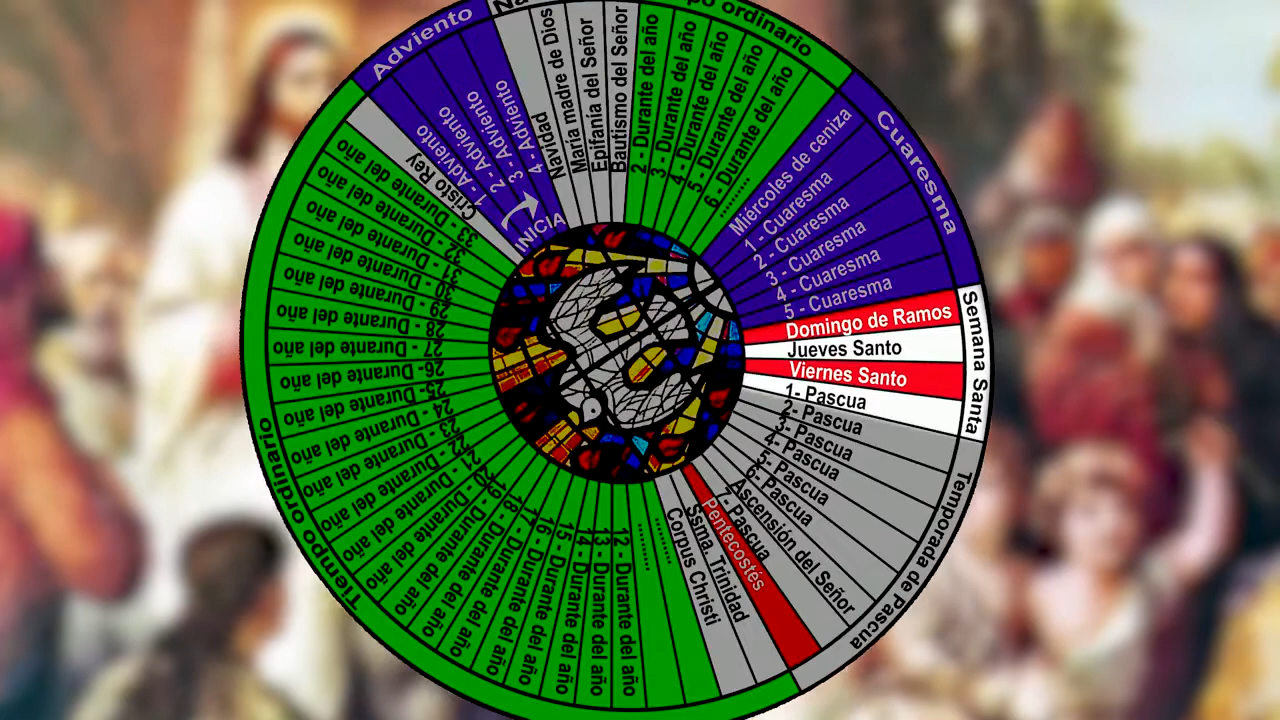 Adviento
po ordinario
Cuaresma
Semana Santa
Temporada de Pascua
Tiempo ordinario
INICIA
1 - Adviento
2 - Adviento
3 - Adviento
4 - Adviento
Navidad
María madre de Dios
Epifanía del Señor
Bautismo del Señor
2 - Durante del año
3 - Durante del año
4 - Durante del año
5 - Durante del año
6 - Durante del año
..........
Miércoles de ceniza
1 - Cuaresma
2 - Cuaresma
3 - Cuaresma
4 - Cuaresma
5 - Cuaresma
Domingo de Ramos
Jueves Santo
Viernes Santo
1- Pascua
2- Pascua
3- Pascua
4- Pascua
5- Pascua
6- Pascua
Ascensión del Señor
7- Pascua
Pentecostés
Ssma. Trinidad
Corpus Christi
..........
..........
12 - Durante del año
13 - Durante del año
14 - Durante del año
15 - Durante del año
16 - Durante del año
17 - Durante del año
18 - Durante del año
19 - Durante del año
20 - Durante del año
21 - Durante del año
22 - Durante del año
23 - Durante del año
24 - Durante del año
25 - Durante del año
26 - Durante del año
27 - Durante del año
28 - Durante del año
29 - Durante del año
30 - Durante del año
31 - Durante del año
32 - Durante del año
33 - Durante del año
Cristo Rey